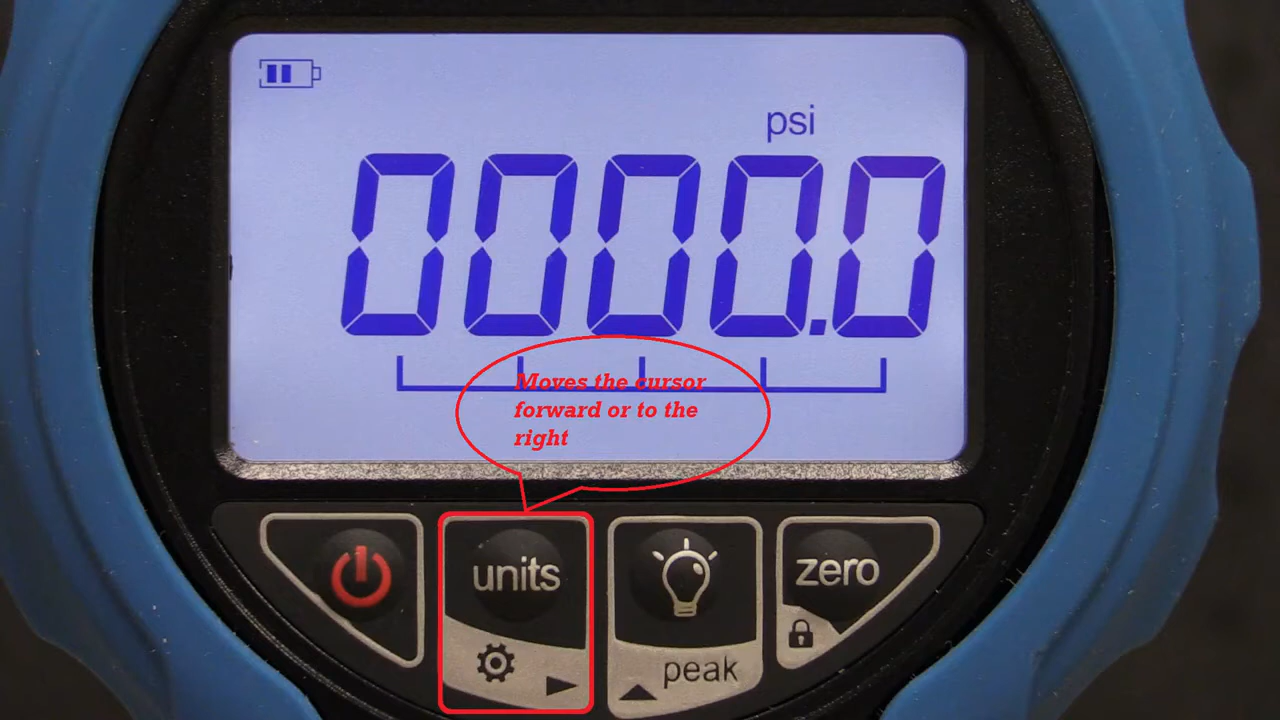 psi
0000.0
Moves the cursor
forward or to the
right
units
zero
peak